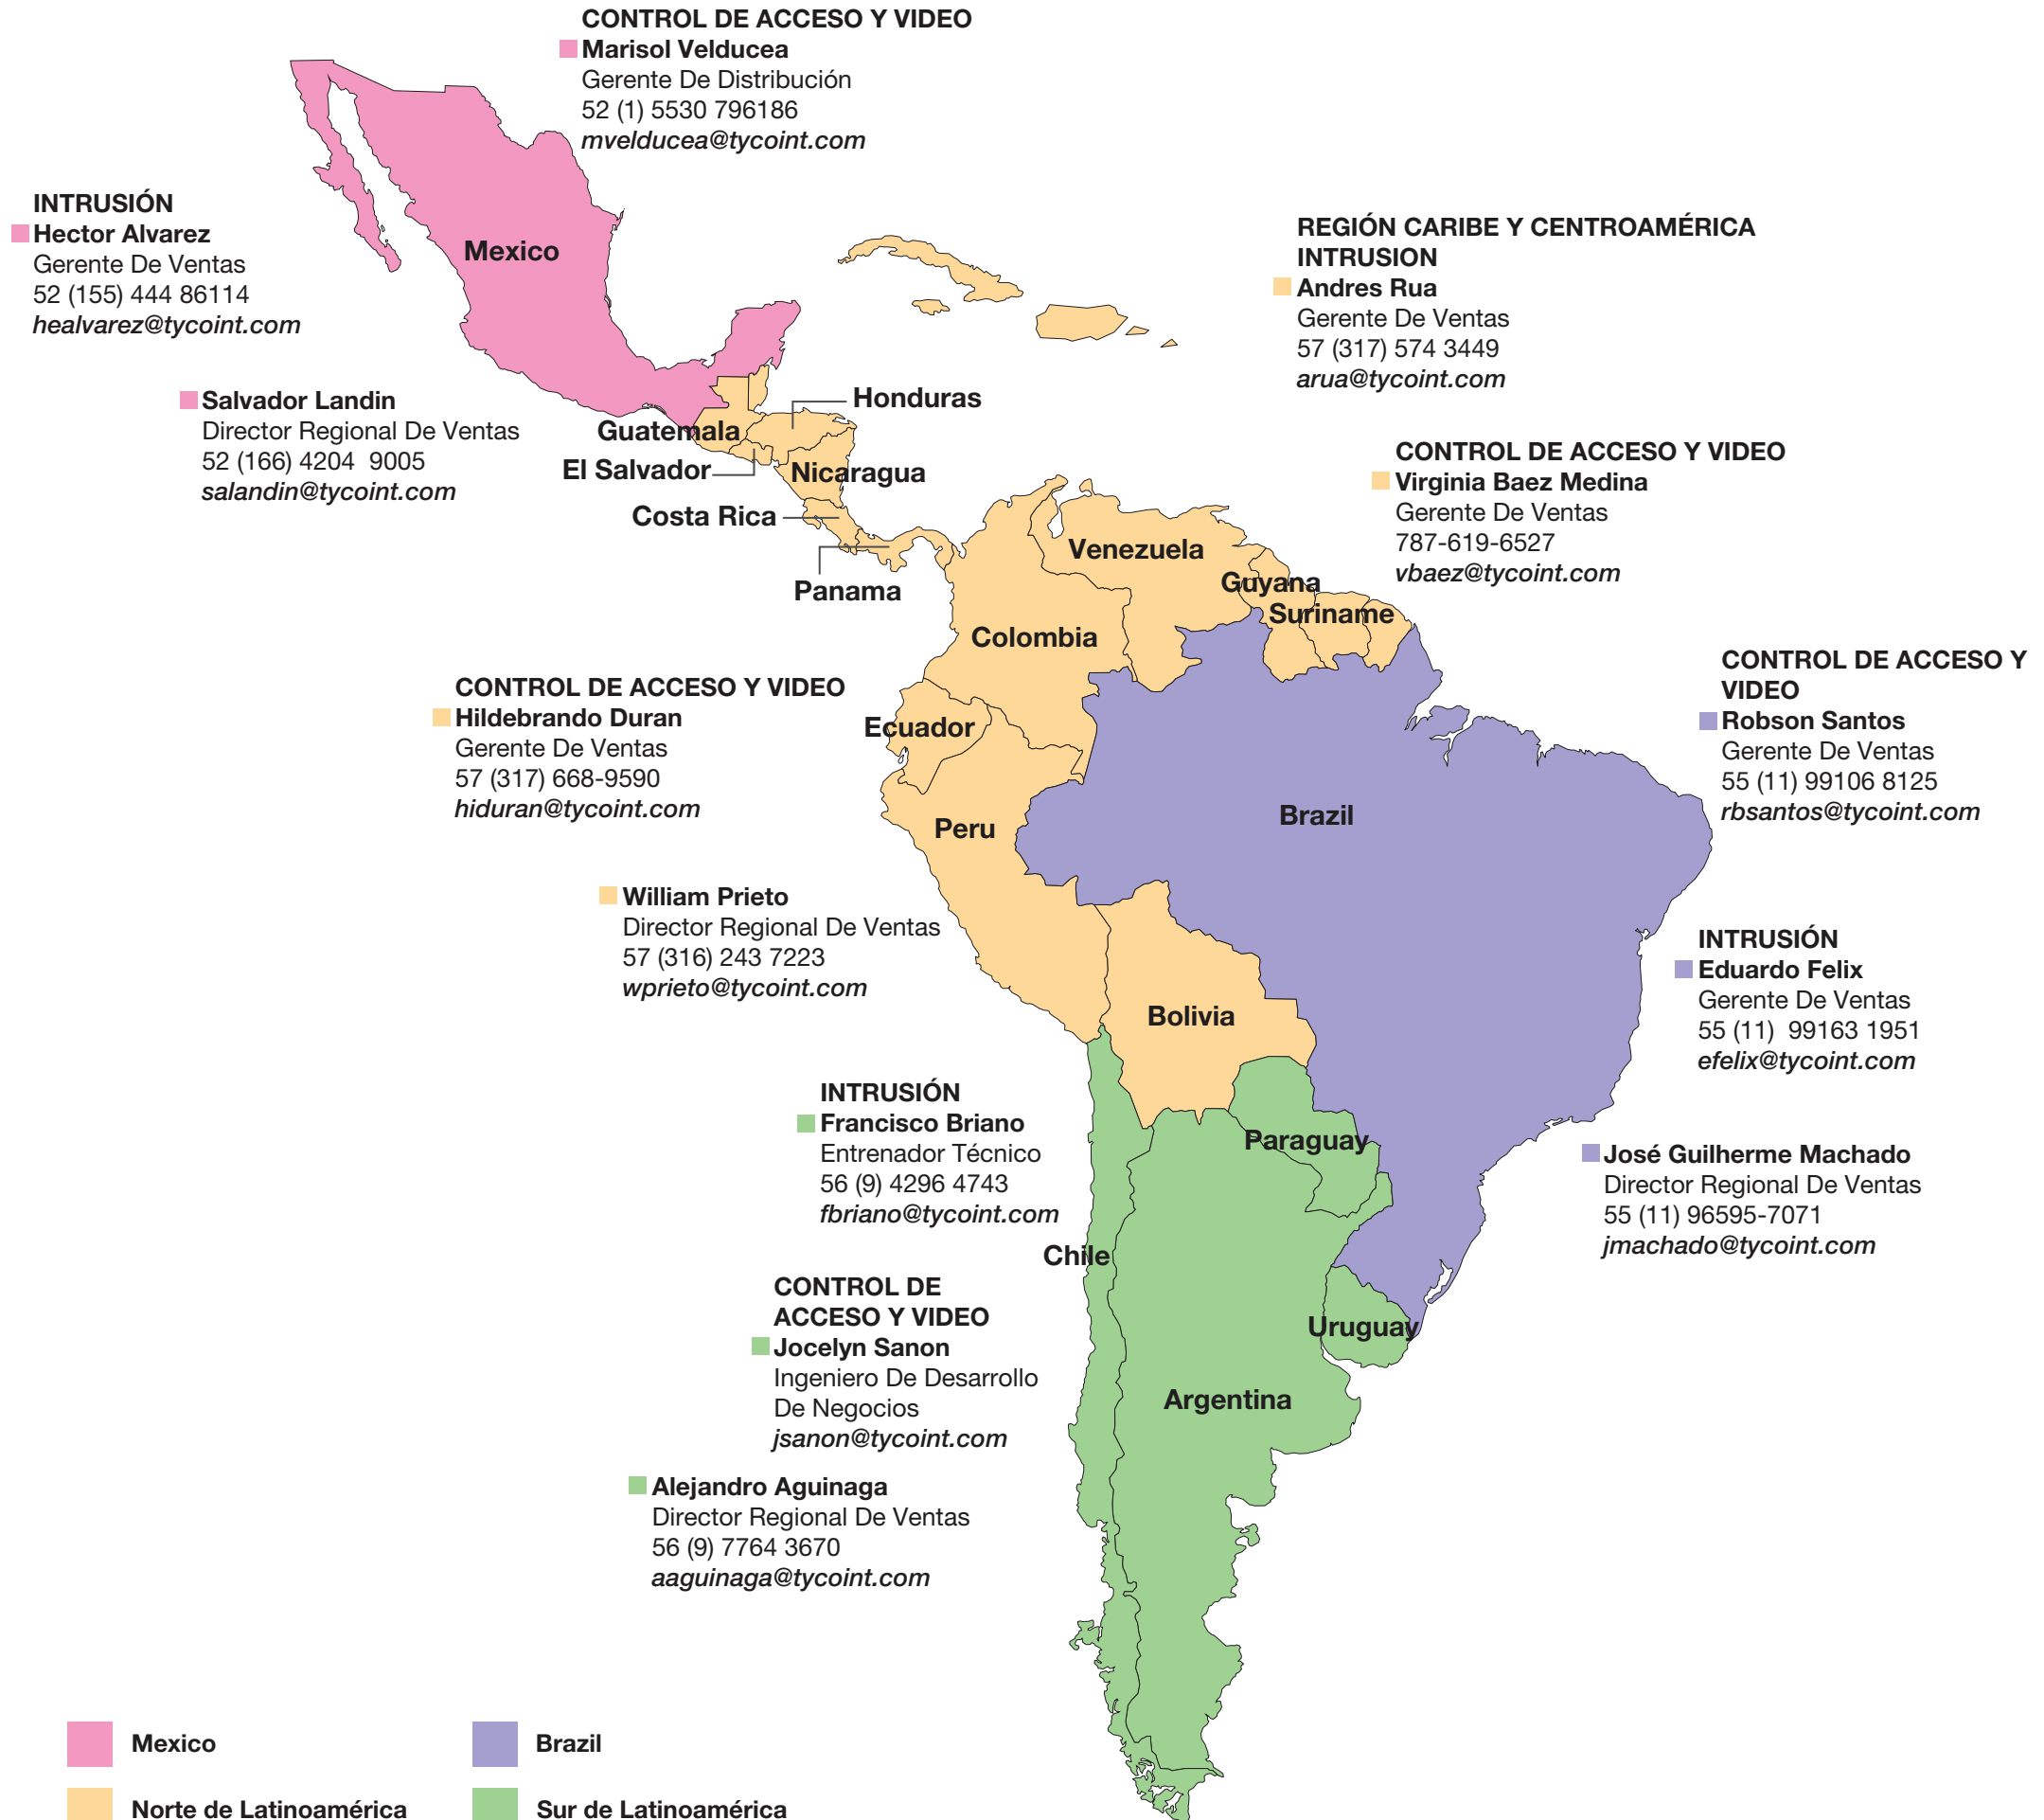 CONTROL DE ACCESO Y VIDEO
Marisol Velducea
Gerente De Distribución
52 (1) 5530 796186
mvelducea@tycoint.com
INTRUSIÓN
Hector Alvarez
Gerente De Ventas
52 (155) 444 86114
healvarez@tycoint.com
Mexico
REGIÓN CARIBE Y CENTROAMÉRICA
INTRUSION
Andres Rua
Gerente De Ventas
57 (317) 574 3449
arua@tycoint.com
Salvador Landin
Director Regional De Ventas
52 (166) 4204 9005
salandin@tycoint.com
Honduras
Guatemala
El Salvador
Nicaragua
Costa Rica
Panama
CONTROL DE ACCESO Y VIDEO
Virginia Baez Medina
Gerente De Ventas
787-619-6527
vbaez@tycoint.com
Venezuela
Guyana
Suriname
Colombia
CONTROL DE ACCESO Y VIDEO
Hildebrando Duran
Gerente De Ventas
57 (317) 668-9590
hiduran@tycoint.com
Ecuador
Peru
Brazil
CONTROL DE ACCESO Y
VIDEO
Robson Santos
Gerente De Ventas
55 (11) 99106 8125
rbsantos@tycoint.com
William Prieto
Director Regional De Ventas
57 (316) 243 7223
wprieto@tycoint.com
Bolivia
INTRUSIÓN
Eduardo Felix
Gerente De Ventas
55 (11) 99163 1951
efelix@tycoint.com
INTRUSIÓN
Francisco Briano
Entrenador Técnico
56 (9) 4296 4743
fbriano@tycoint.com
Paraguay
José Guilherme Machado
Director Regional De Ventas
55 (11) 96595-7071
jmachado@tycoint.com
Chile
CONTROL DE
ACCESO Y VIDEO
Jocelyn Sanon
Ingeniero De Desarrollo
De Negocios
jsanon@tycoint.com
Uruguay
Argentina
Alejandro Aguinaga
Director Regional De Ventas
56 (9) 7764 3670
aaguinaga@tycoint.com
Mexico
Brazil
Norte de Latinoamérica
Sur de Latinoamérica